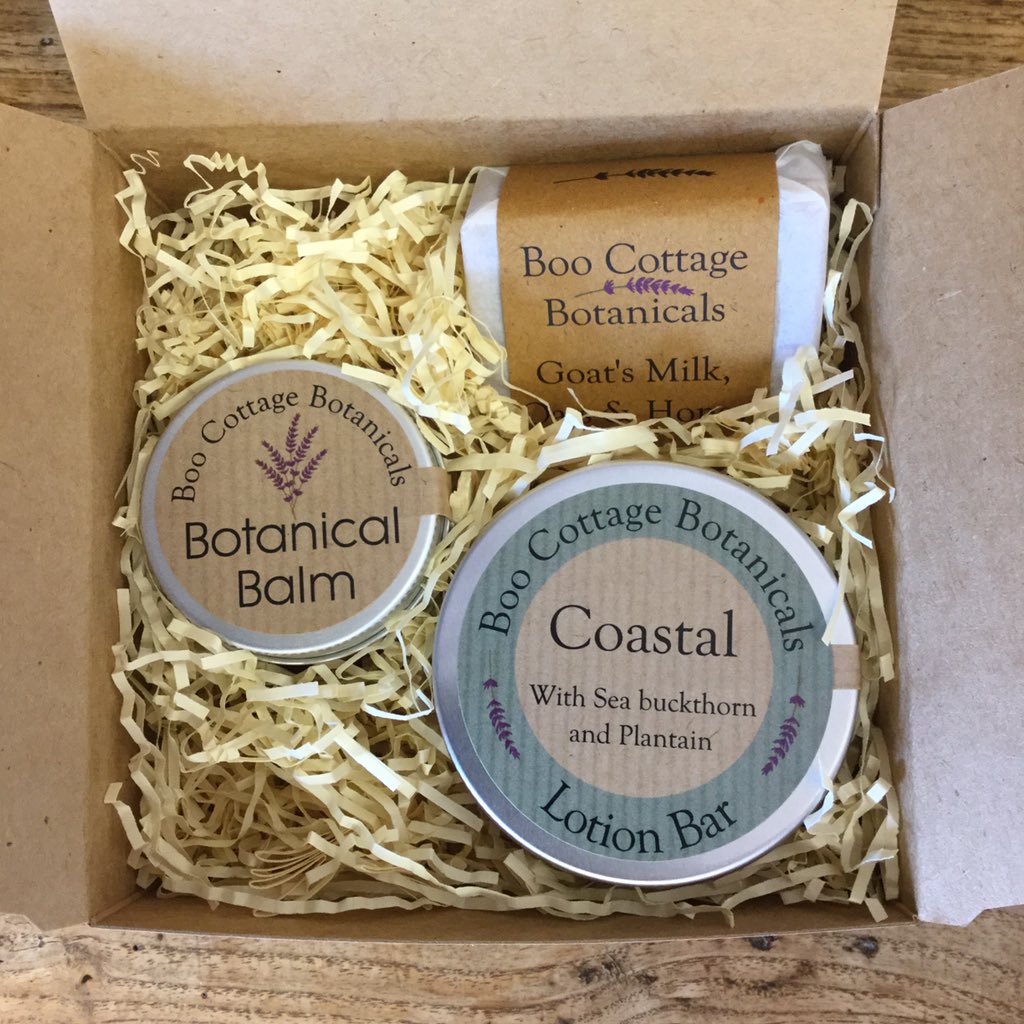 Boo Cottage
Botanicals
Goat's Milk,
&
Boo Cottage Botanicals
Botanical
Balm
Boo Cottage Botanicals
Coastal
With Sea buckthorn
and Plantain
Lotion Bar